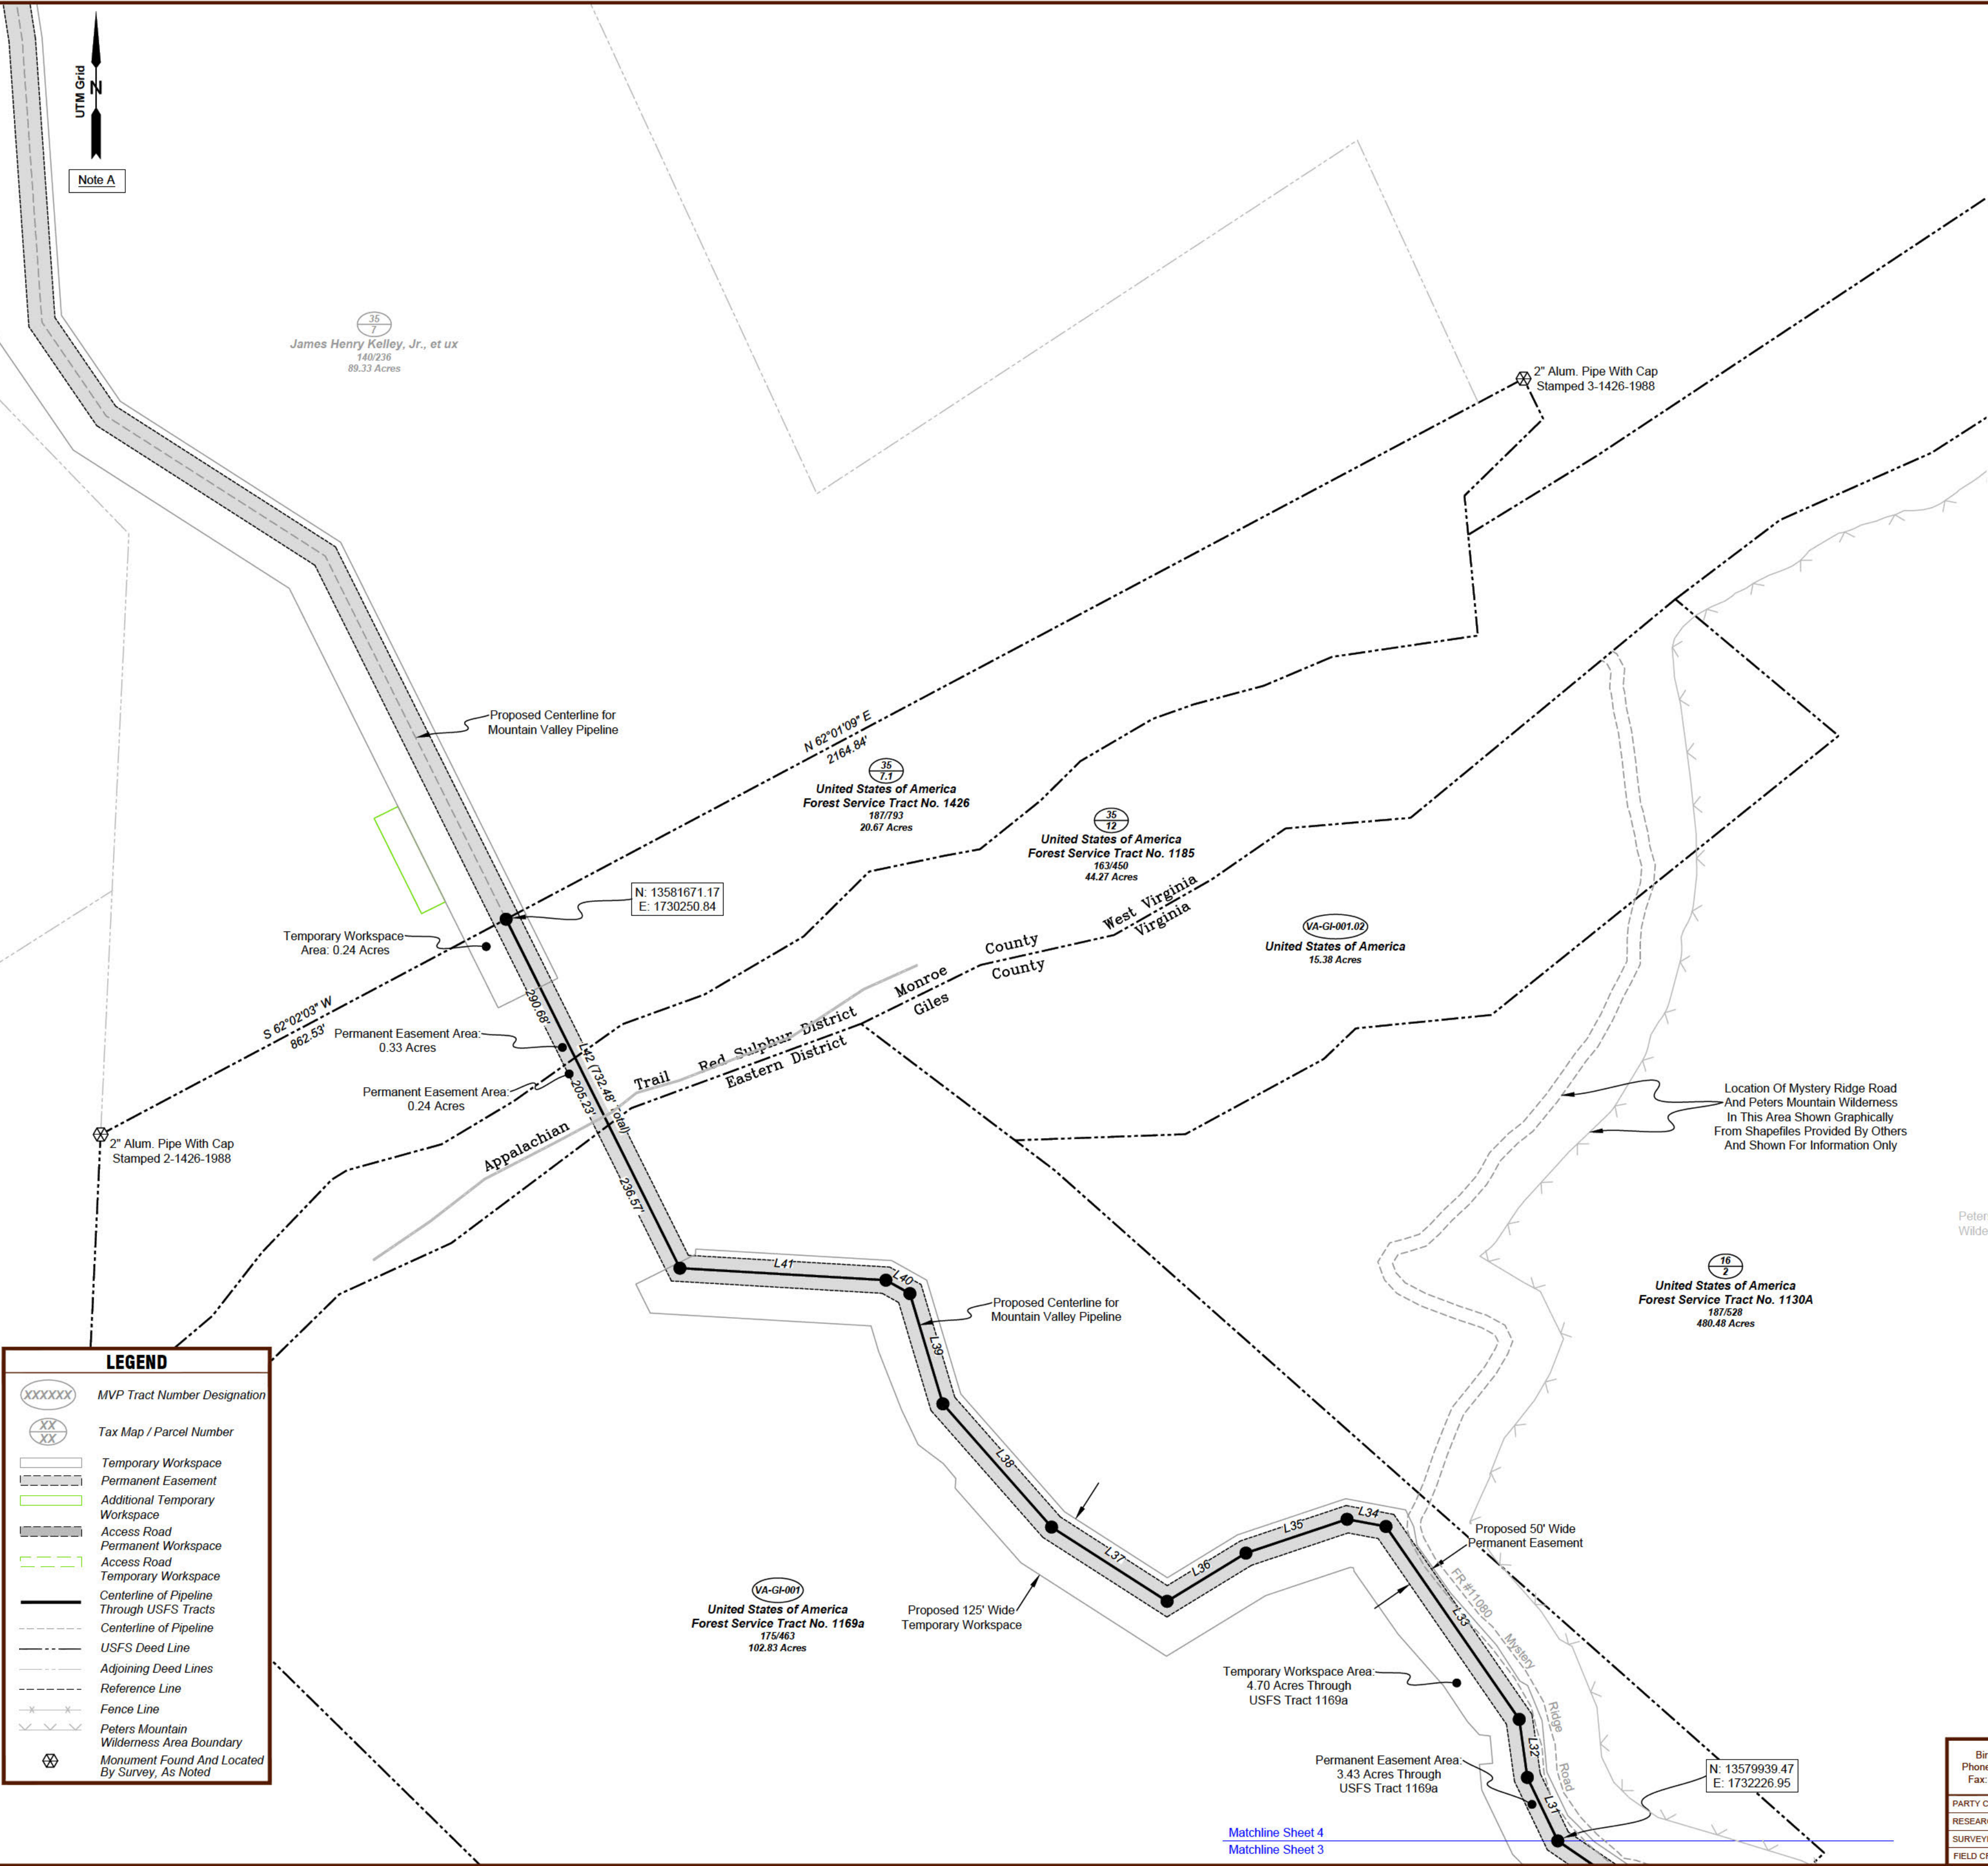 UTM Grid
N
Note A
35
7
James Henry Kelley, Jr., et ux
140/236
89.33 Acres
2" Alum. Pipe With Cap
Stamped 3-1426-1988
Proposed Centerline for
Mountain Valley Pipeline
N 62°01'09" E
2164.84'
35
7.1
United States of America
Forest Service Tract No. 1426
187/793
20.67 Acres
35
12
United States of America
Forest Service Tract No. 1185
163/450
44.27 Acres
N: 13581671.17
E: 1730250.84
West Virginia
Virginia
VA-GI-001.02
United States of America
15.38 Acres
Temporary Workspace
Area: 0.24 Acres
Monroe County
Giles County
S 62°02'03" W
862.53'
290.68'
Permanent Easement Area:
0.33 Acres
Red Sulphur District
Eastern District
L42 (732.48' Total)
205.23'
Permanent Easement Area:
0.24 Acres
Appalachian Trail
236.57'
2" Alum. Pipe With Cap
Stamped 2-1426-1988
Location Of Mystery Ridge Road
And Peters Mountain Wilderness
In This Area Shown Graphically
From Shapefiles Provided By Others
And Shown For Information Only
Peter
Wilde
16
2
United States of America
Forest Service Tract No. 1130A
187/528
480.48 Acres
L41
L40
Proposed Centerline for
Mountain Valley Pipeline
L39
L38
L37
L36
L35
L34
Proposed 50' Wide
Permanent Easement
FR #11080
Mystery
Ridge
Road
L33
L32
L31
VA-GI-001
United States of America
Forest Service Tract No. 1169a
175/463
102.83 Acres
Proposed 125' Wide
Temporary Workspace
Temporary Workspace Area:
4.70 Acres Through
USFS Tract 1169a
Permanent Easement Area:
3.43 Acres Through
USFS Tract 1169a
N: 13579939.47
E: 1732226.95
Matchline Sheet 4
Matchline Sheet 3
LEGEND
XXXXXX
MVP Tract Number Designation
XX
XX
Tax Map / Parcel Number
Temporary Workspace
Permanent Easement
Additional Temporary
Workspace
Access Road
Permanent Workspace
Access Road
Temporary Workspace
Centerline of Pipeline
Through USFS Tracts
Centerline of Pipeline
USFS Deed Line
Adjoining Deed Lines
Reference Line
Fence Line
Peters Mountain
Wilderness Area Boundary
Monument Found And Located
By Survey, As Noted
Bir
Phone
Fax:
PARTY C
RESEAR
SURVEY
FIELD C